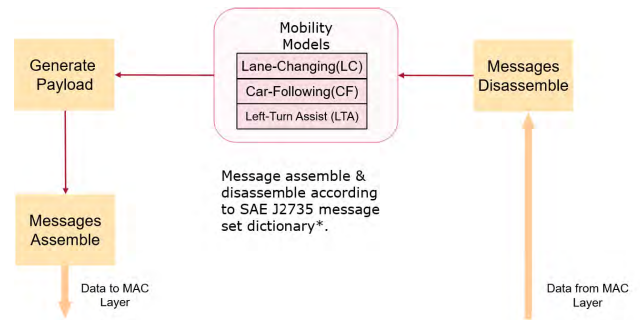 Mobility
Models
Lane-Changing(LC)
Car-Following(CF)
Left-Turn Assist (LTA)
Generate
Payload
Messages
Disassemble
Message assemble &
disassemble according
to SAE J2735 message
set dictionary*.
Messages
Assemble
Data to MAC
Layer
Data from MAC
Layer